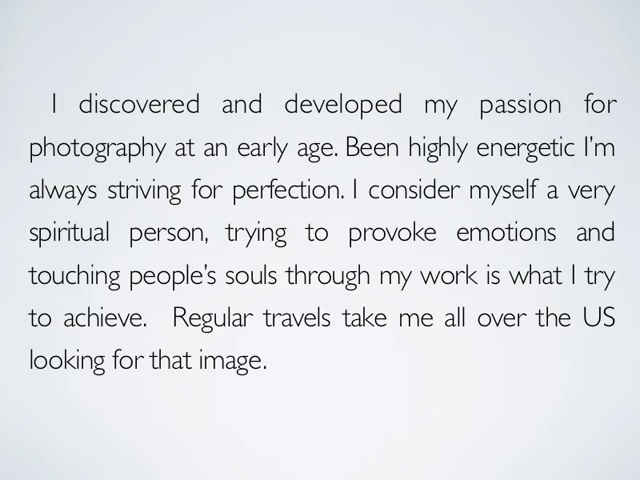 I discovered and developed my passion for
photography at an early age. Been highly energetic I'm
always striving for perfection. I consider myself a very
spiritual person, trying to provoke emotions and
touching people's souls through my work is what I try
to achieve. Regular travels take me all over the US
looking for that image.